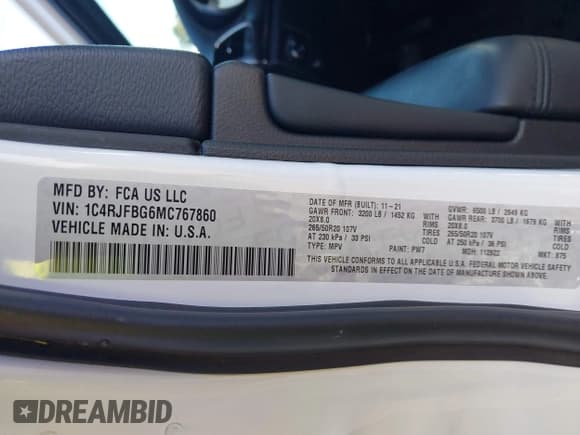 MFD BY: FCA US LLC
VIN: 1C4RJFBG6MC767860
VEHICLE MADE IN: U.S.A.
DATE OF MFR (BUILT): 11-21
GVWR: 6500 LB / 2949 KG
GAWR FRONT: 3200 LB / 1452 KG WITH
GAWR REAR: 3700 LB / 1679 KG WITH
20X8.0 RIMS
20X8.0 RIMS
265/50R20 107V TIRES
265/50R20 107V TIRES
AT 230 kPa / 33 PSI COLD
AT 250 kPa / 36 PSI COLD
TYPE: MPV PAINT: PW7 MDH: 112922 MKT: 875
THIS VEHICLE CONFORMS TO ALL APPLICABLE U.S.A. FEDERAL MOTOR VEHICLE SAFETY
STANDARDS IN EFFECT ON THE DATE OF MANUFACTURE SHOWN ABOVE.
DREAMBID